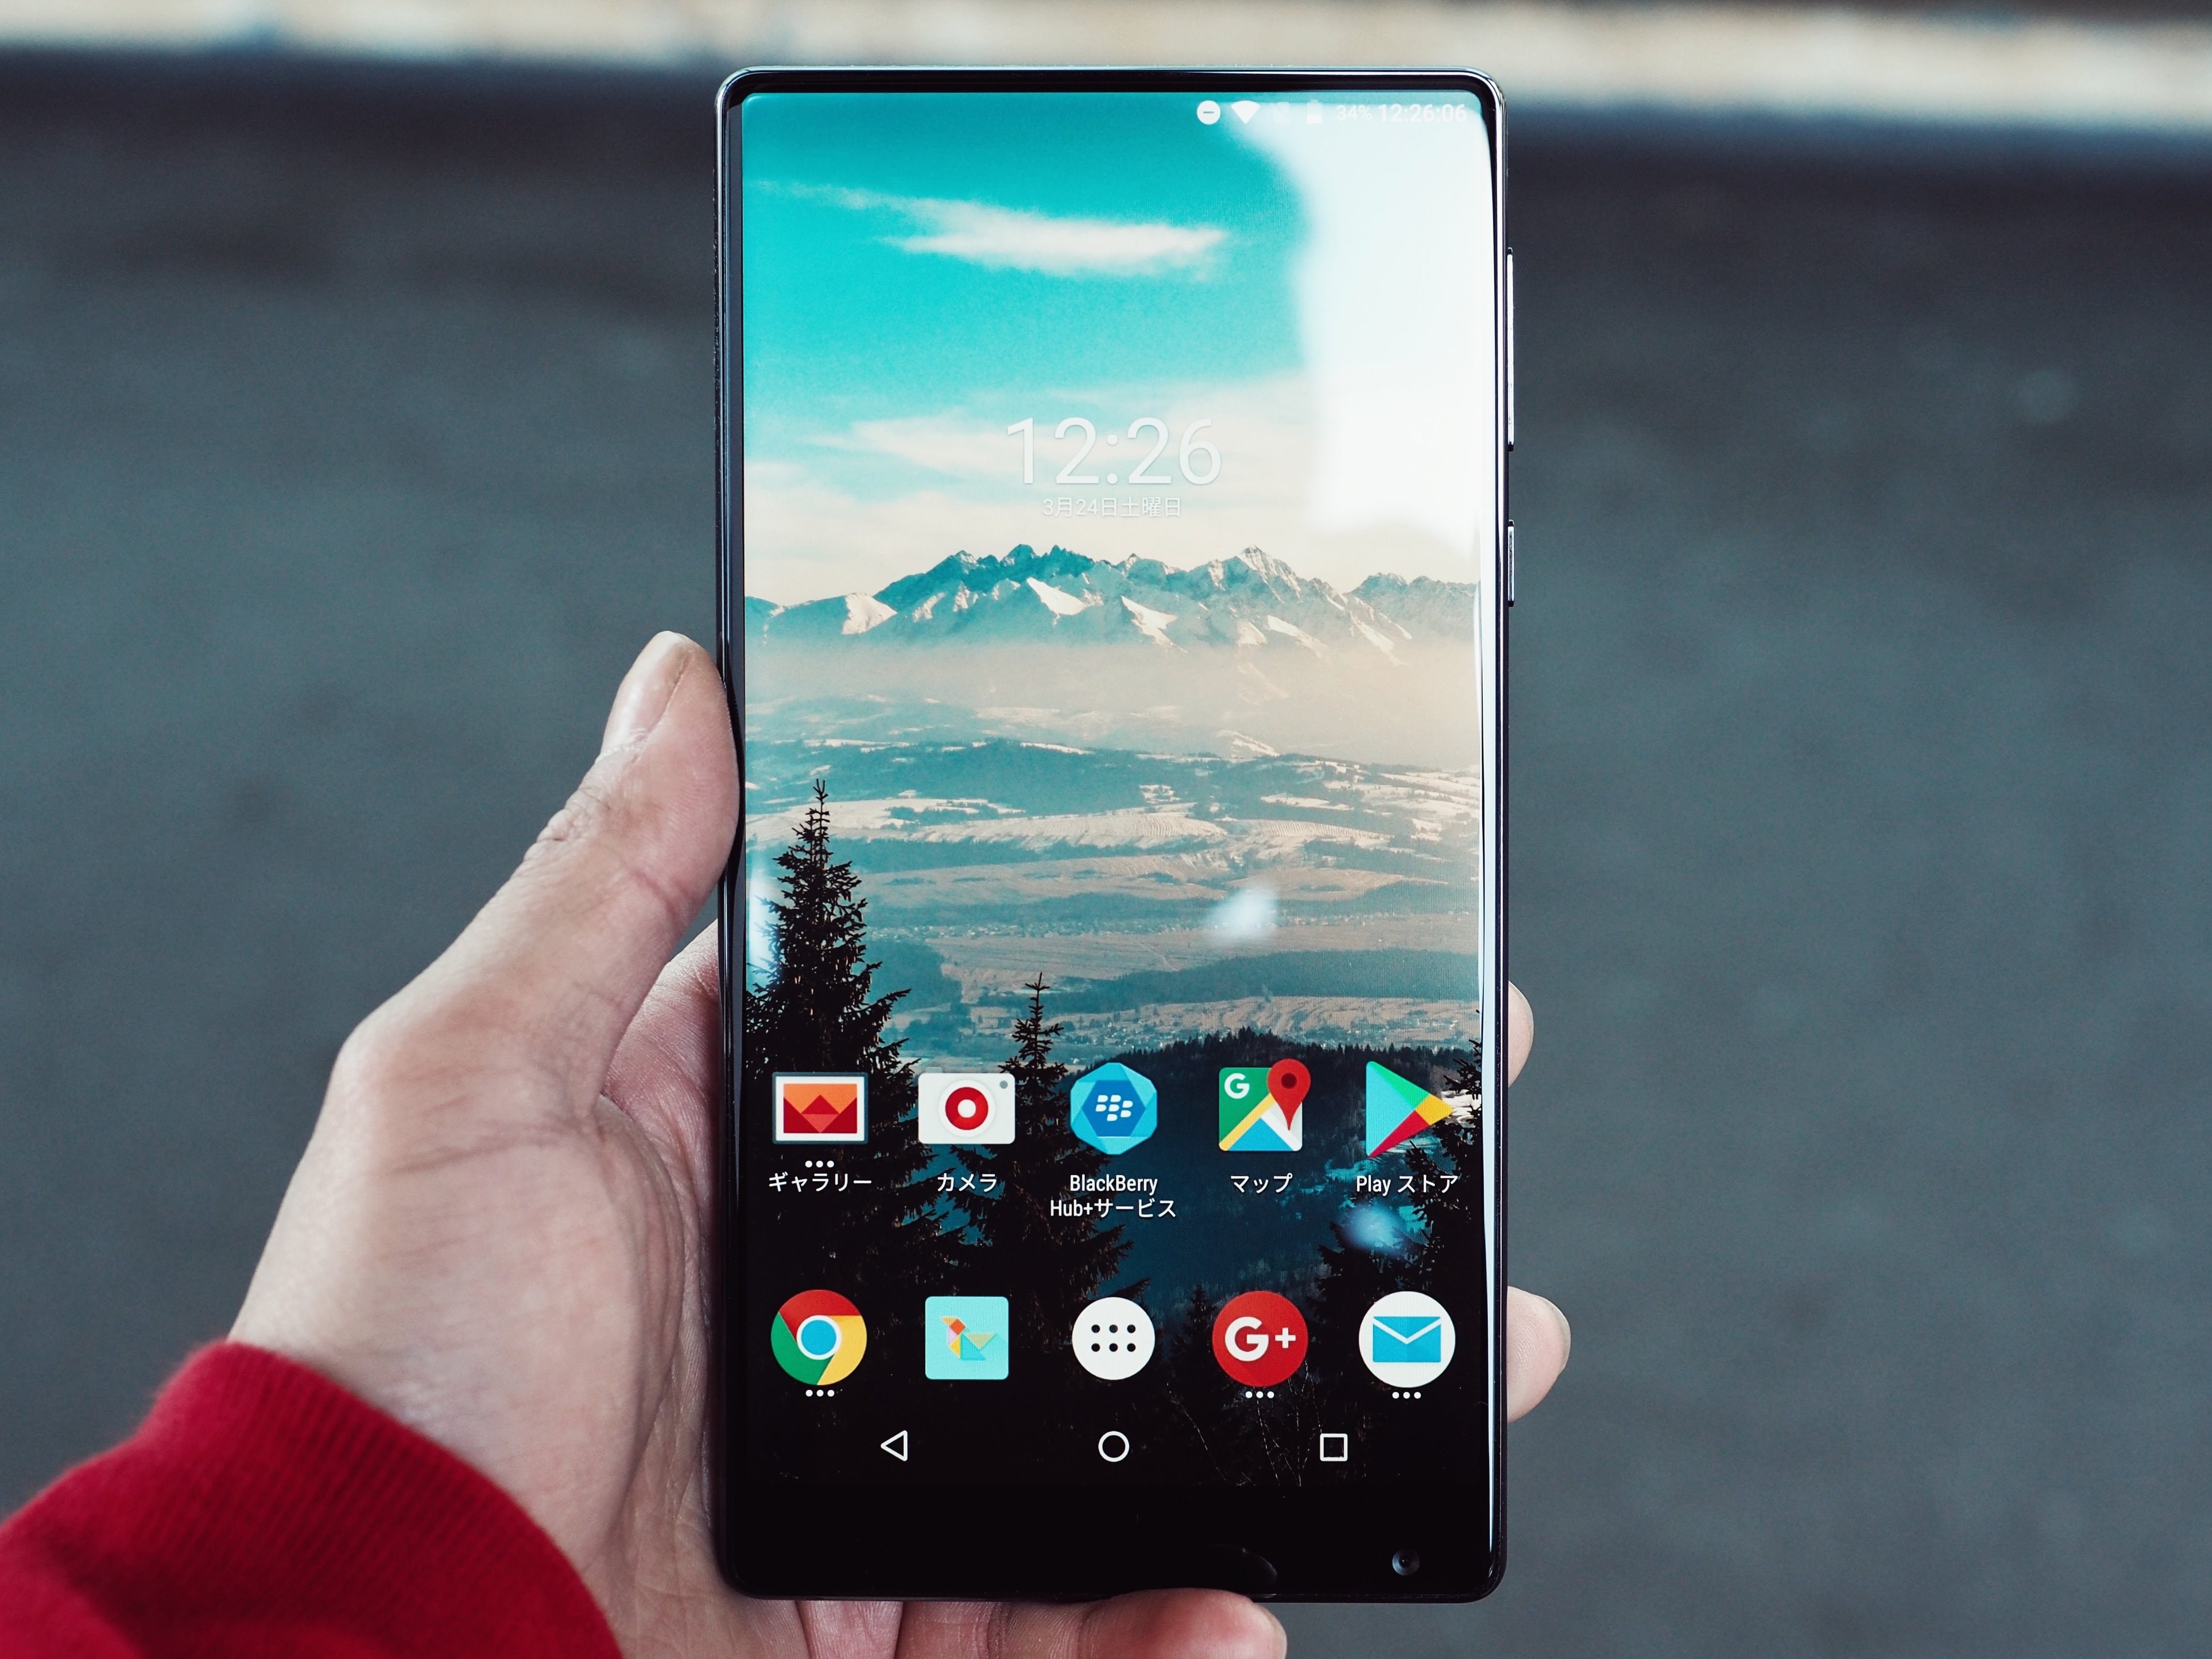 34% 12:26:06
12:26
3月24日土曜日
G
ギャラリー カメラ BlackBerry マップ Play ストア
Hub+サービス
G+